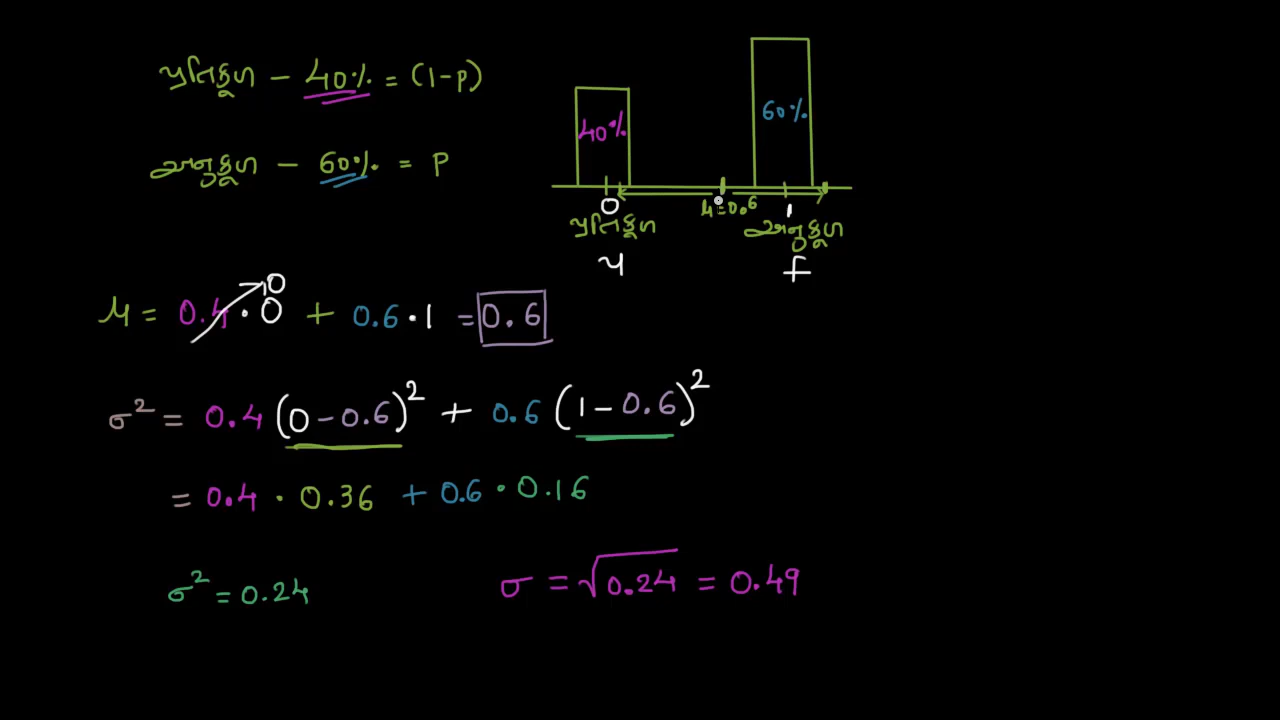 પ્રતિકૂળ - 40% = (1-p)
અનુકૂળ - 60% = p
40%
60%
0
μ=0.6
1
પ્રતિકૂળ
અનુકૂળ
μ = 0.4 · 0 + 0.6 · 1 = 0.6
0
σ² = 0.4 (0 - 0.6)² + 0.6 (1 - 0.6)²
= 0.4 · 0.36 + 0.6 · 0.16
σ² = 0.24
σ = √0.24 = 0.49